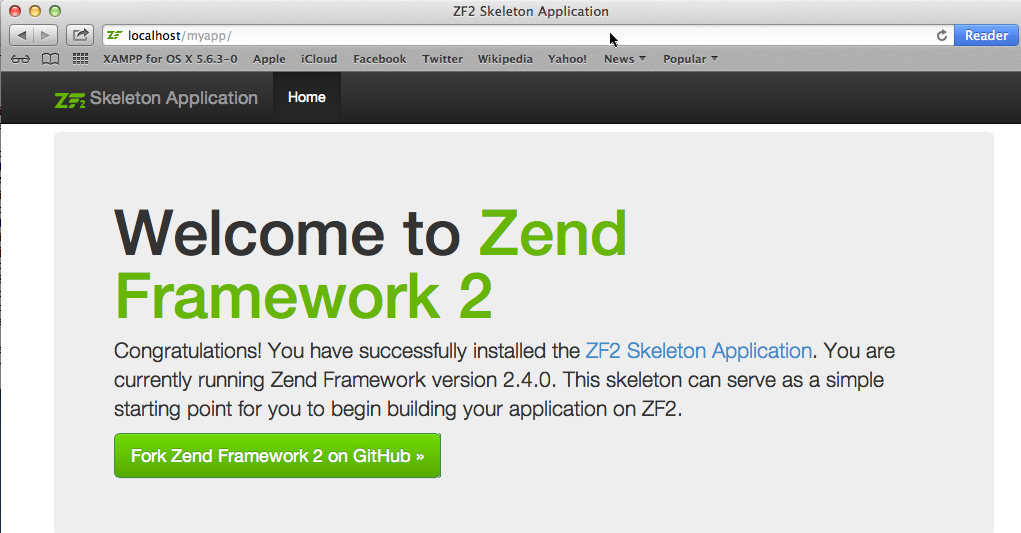 ZF2 Skeleton Application
localhost/myapp/
Reader
XAMPP for OS X 5.6.3-0 Apple iCloud Facebook Twitter Wikipedia Yahoo! News Popular
ZF2 Skeleton Application Home
Welcome to Zend
Framework 2
Congratulations! You have successfully installed the ZF2 Skeleton Application. You are
currently running Zend Framework version 2.4.0. This skeleton can serve as a simple
starting point for you to begin building your application on ZF2.
Fork Zend Framework 2 on GitHub »